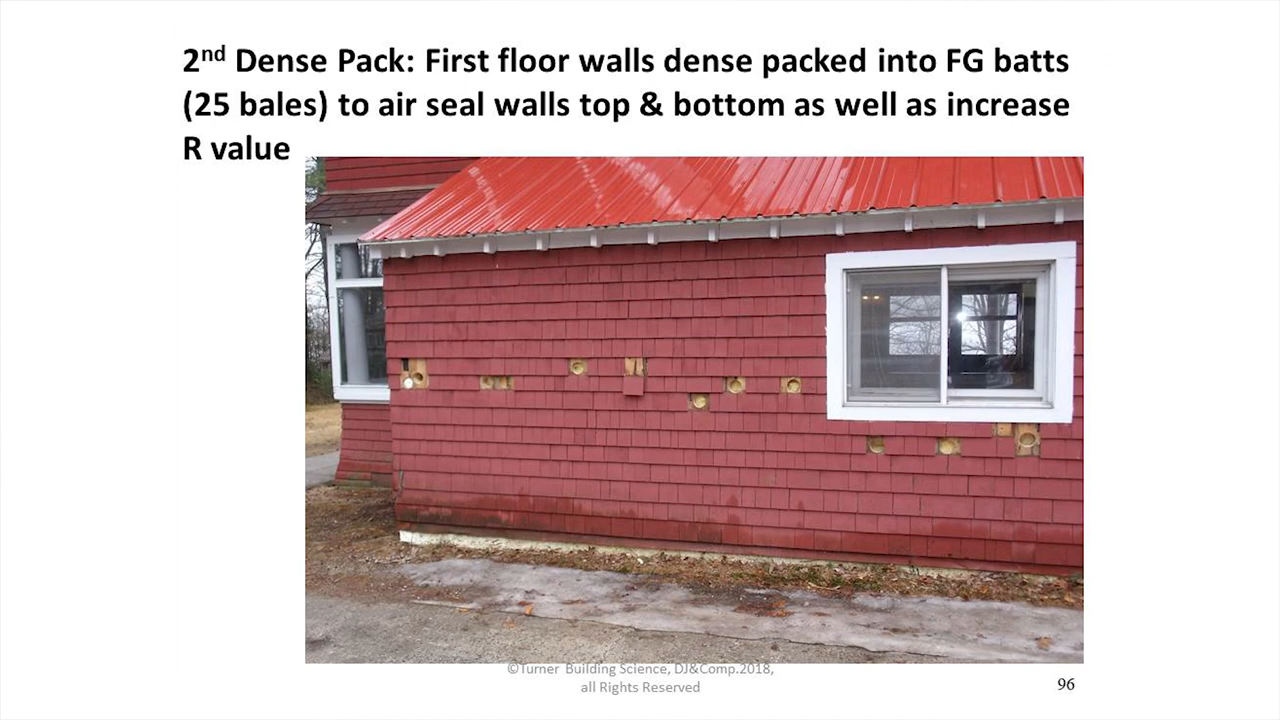 2nd Dense Pack: First floor walls dense packed into FG batts
(25 bales) to air seal walls top & bottom as well as increase
R value
©Turner Building Science, DJ&Comp.2018,
all Rights Reserved
96